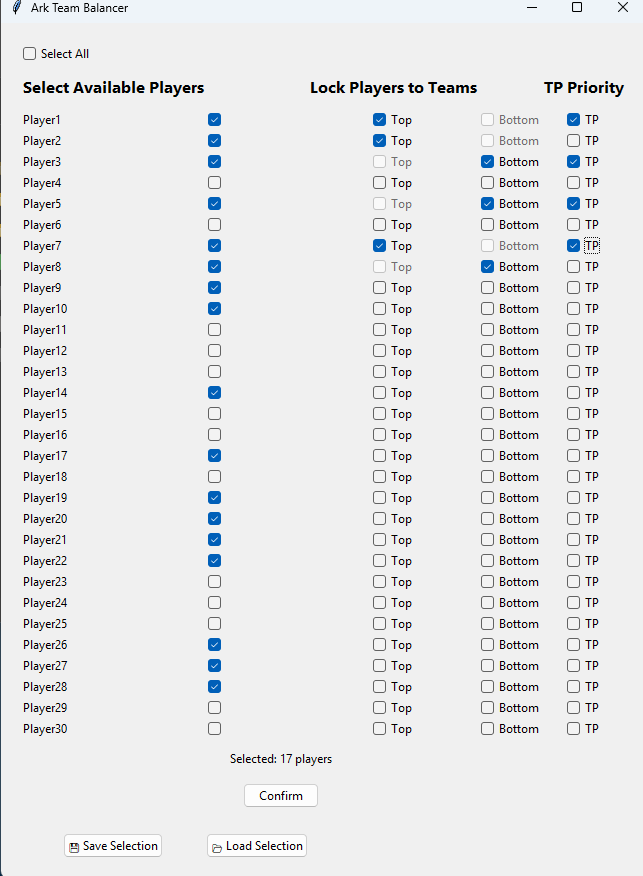 Ark Team Balancer
Select All
Select Available Players Lock Players to Teams TP Priority
Player1 Top Bottom TP
Player2 Top Bottom TP
Player3 Top Bottom TP
Player4 Top Bottom TP
Player5 Top Bottom TP
Player6 Top Bottom TP
Player7 Top Bottom TP
Player8 Top Bottom TP
Player9 Top Bottom TP
Player10 Top Bottom TP
Player11 Top Bottom TP
Player12 Top Bottom TP
Player13 Top Bottom TP
Player14 Top Bottom TP
Player15 Top Bottom TP
Player16 Top Bottom TP
Player17 Top Bottom TP
Player18 Top Bottom TP
Player19 Top Bottom TP
Player20 Top Bottom TP
Player21 Top Bottom TP
Player22 Top Bottom TP
Player23 Top Bottom TP
Player24 Top Bottom TP
Player25 Top Bottom TP
Player26 Top Bottom TP
Player27 Top Bottom TP
Player28 Top Bottom TP
Player29 Top Bottom TP
Player30 Top Bottom TP
Selected: 17 players
Confirm
Save Selection Load Selection